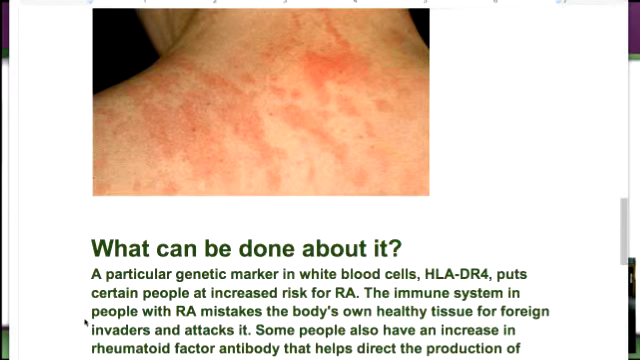 What can be done about it?
A particular genetic marker in white blood cells, HLA-DR4, puts
certain people at increased risk for RA. The immune system in
people with RA mistakes the body's own healthy tissue for foreign
invaders and attacks it. Some people also have an increase in
rheumatoid factor antibody that helps direct the production of